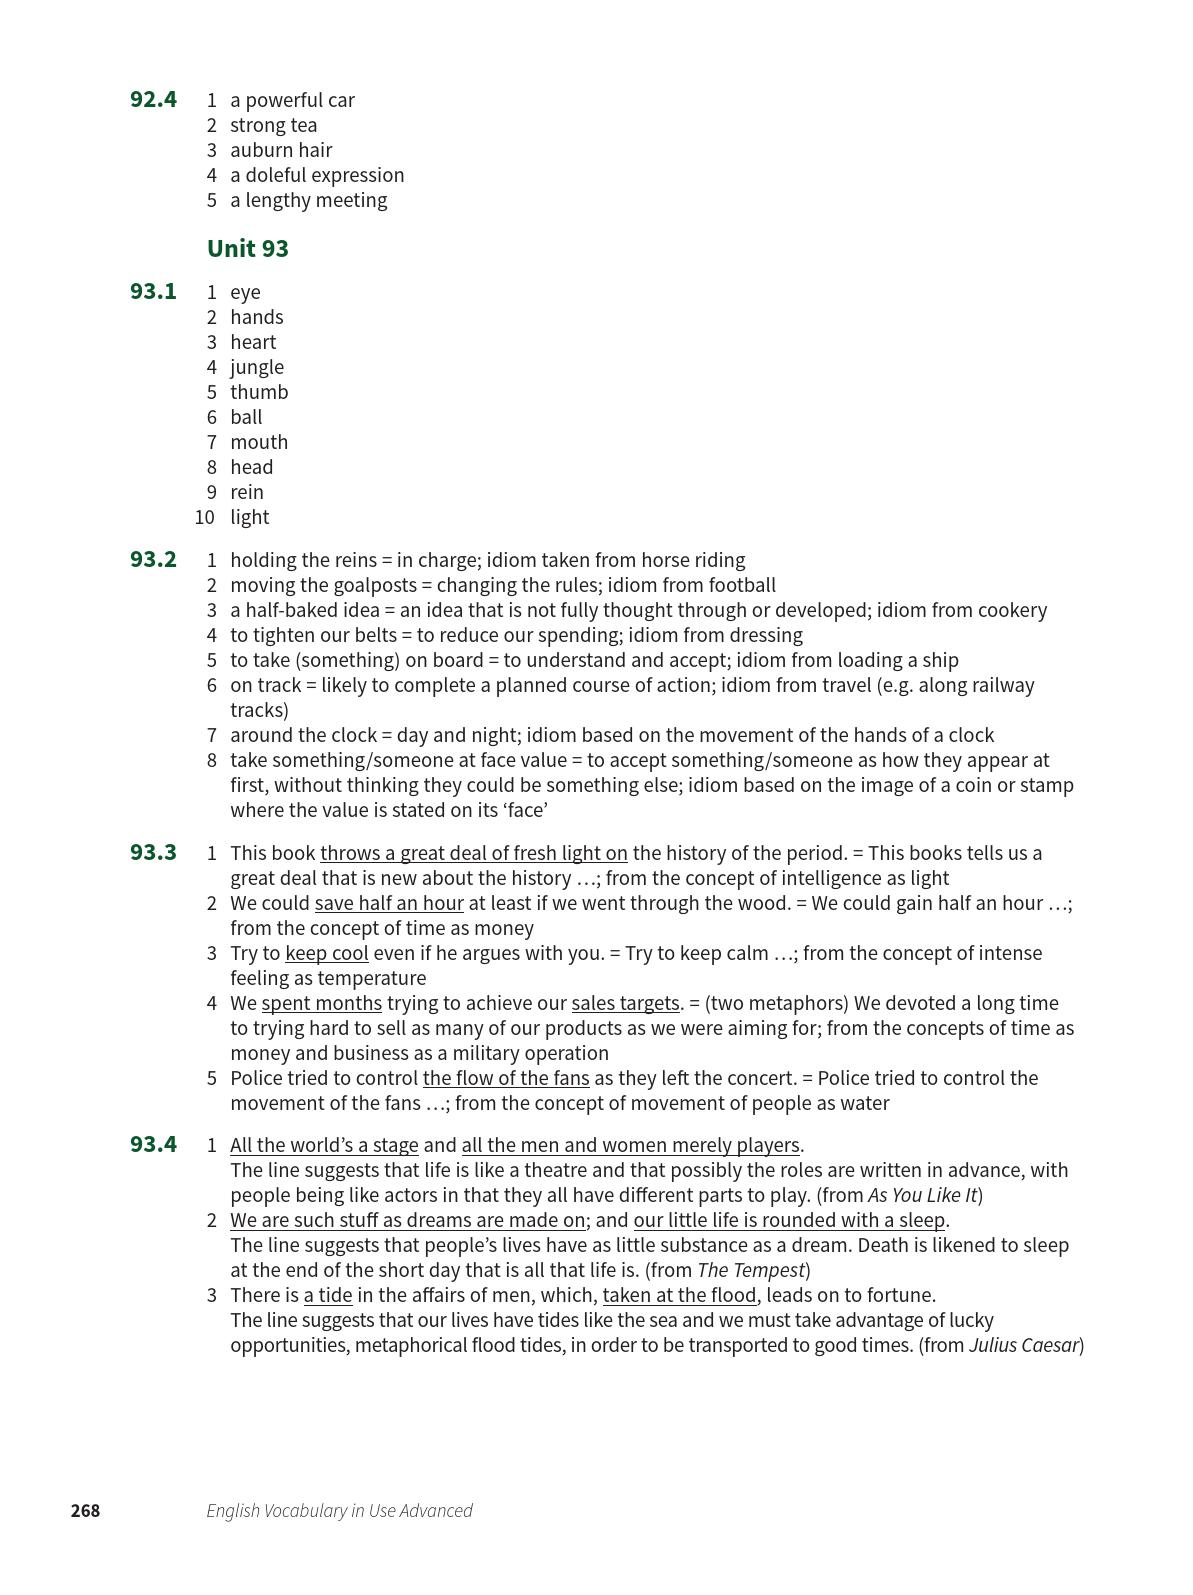 92.4 1 a powerful car
2 strong tea
3 auburn hair
4 a doleful expression
5 a lengthy meeting
Unit 93
93.1 1 eye
2 hands
3 heart
4 jungle
5 thumb
6 ball
7 mouth
8 head
9 rein
10 light
93.2 1 holding the reins = in charge; idiom taken from horse riding
2 moving the goalposts = changing the rules; idiom from football
3 a half-baked idea = an idea that is not fully thought through or developed; idiom from cookery
4 to tighten our belts = to reduce our spending; idiom from dressing
5 to take (something) on board = to understand and accept; idiom from loading a ship
6 on track = likely to complete a planned course of action; idiom from travel (e.g. along railway
tracks)
7 around the clock = day and night; idiom based on the movement of the hands of a clock
8 take something/someone at face value = to accept something/someone as how they appear at
first, without thinking they could be something else; idiom based on the image of a coin or stamp
where the value is stated on its ‘face’
93.3 1 This book throws a great deal of fresh light on the history of the period. = This books tells us a
great deal that is new about the history …; from the concept of intelligence as light
2 We could save half an hour at least if we went through the wood. = We could gain half an hour …;
from the concept of time as money
3 Try to keep cool even if he argues with you. = Try to keep calm …; from the concept of intense
feeling as temperature
4 We spent months trying to achieve our sales targets. = (two metaphors) We devoted a long time
to trying hard to sell as many of our products as we were aiming for; from the concepts of time as
money and business as a military operation
5 Police tried to control the flow of the fans as they left the concert. = Police tried to control the
movement of the fans …; from the concept of movement of people as water
93.4 1 All the world’s a stage and all the men and women merely players.
The line suggests that life is like a theatre and that possibly the roles are written in advance, with
people being like actors in that they all have different parts to play. (from As You Like It)
2 We are such stuff as dreams are made on; and our little life is rounded with a sleep.
The line suggests that people’s lives have as little substance as a dream. Death is likened to sleep
at the end of the short day that is all that life is. (from The Tempest)
3 There is a tide in the affairs of men, which, taken at the flood, leads on to fortune.
The line suggests that our lives have tides like the sea and we must take advantage of lucky
opportunities, metaphorical flood tides, in order to be transported to good times. (from Julius Caesar)
268 English Vocabulary in Use Advanced